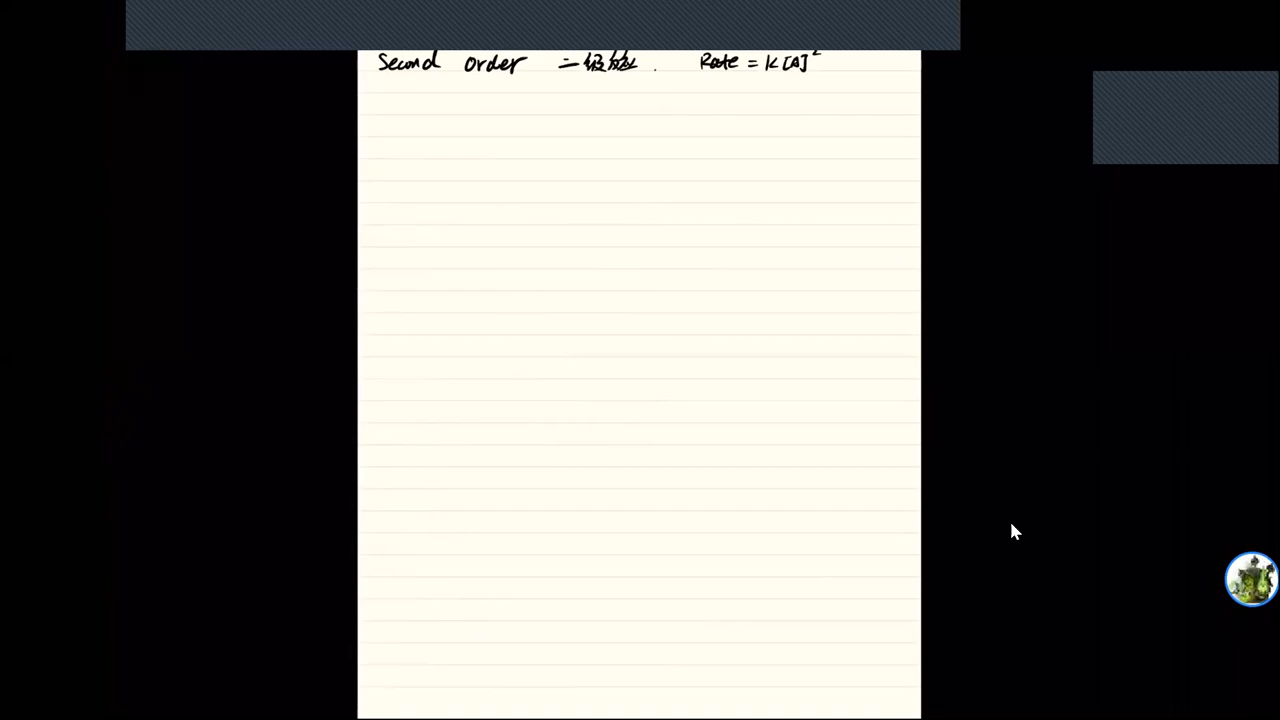 Second order 二级反应. Rate = k[A]²